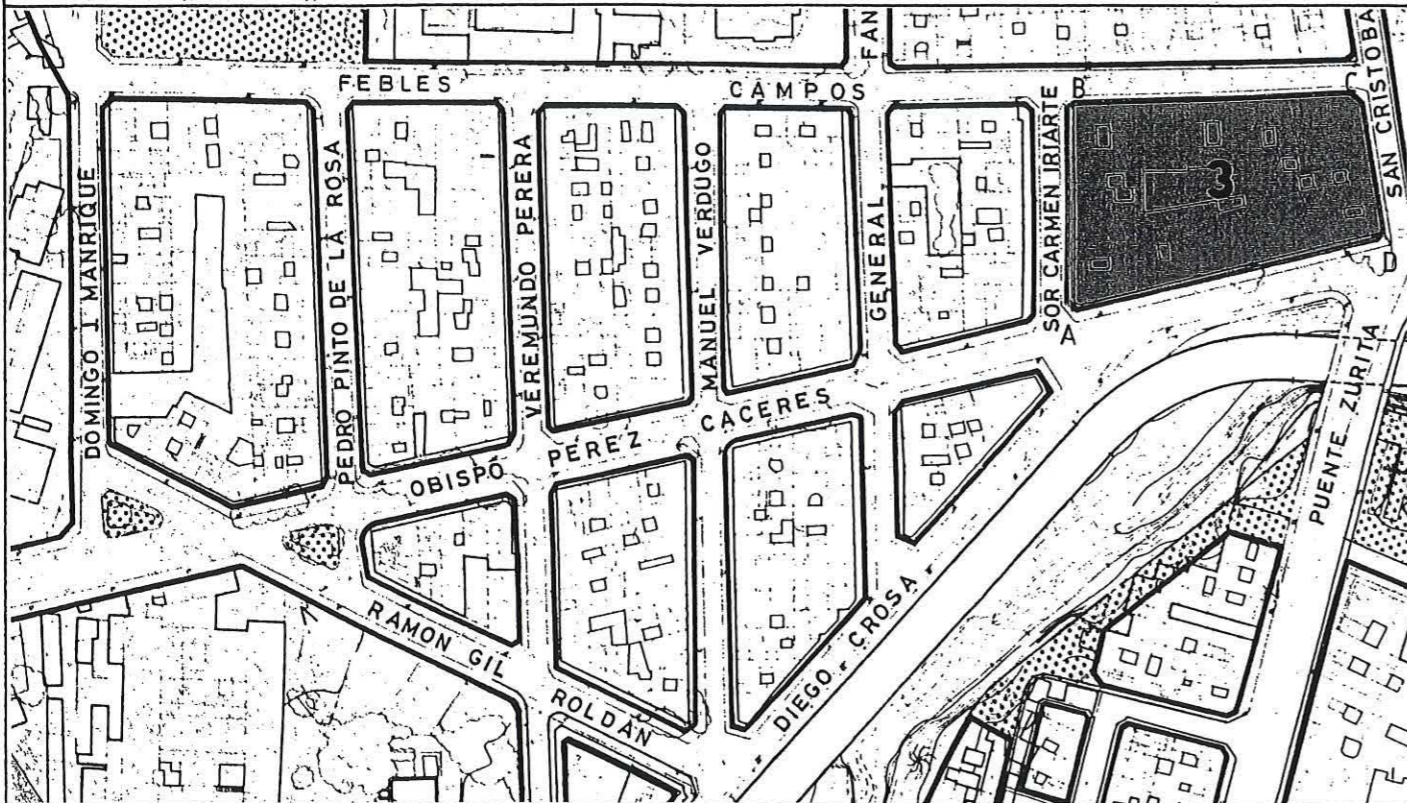 FEBLES CAMPOS
FAN
SAN CRISTOBA
B
C
3
D
A
DOMINGO I MANRIQUE
PEDRO PINTO DE LA ROSA
VEREMUNDO PERERA
MANUEL VERDUGO
GENERAL
SOR CARMEN IRIARTE
OBISPO PEREZ CACERES
PUENTE ZURITA
RAMON GIL ROLDÁN
DIEGO CROSA